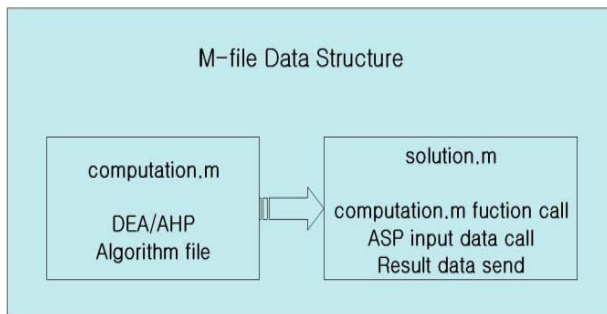 M-file Data Structure
computation.m
DEA/AHP
Algorithm file
solution.m
computation.m fuction call
ASP input data call
Result data send